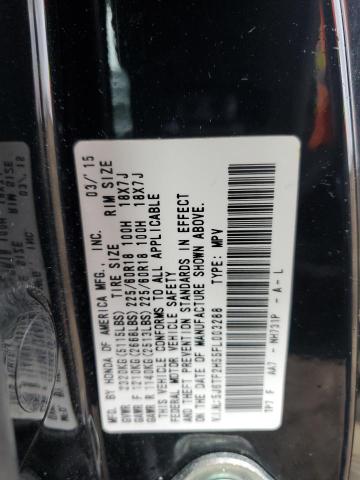 MFD. BY HONDA OF AMERICA MFG., INC. 03/'15
GVWR 2320KG(5115LBS) TIRE SIZE RIM SIZE
GAWR F 1210KG(2668LBS) 225/60R18 100H 18X7J
GAWR R 1140KG(2513LBS) 225/60R18 100H 18X7J
THIS VEHICLE CONFORMS TO ALL APPLICABLE
FEDERAL MOTOR VEHICLE SAFETY
AND THEFT PREVENTION STANDARDS IN EFFECT
ON THE DATE OF MANUFACTURE SHOWN ABOVE.
V.I.N.: TYPE: MPV
TP7 F AA7 - NH731P - A - L